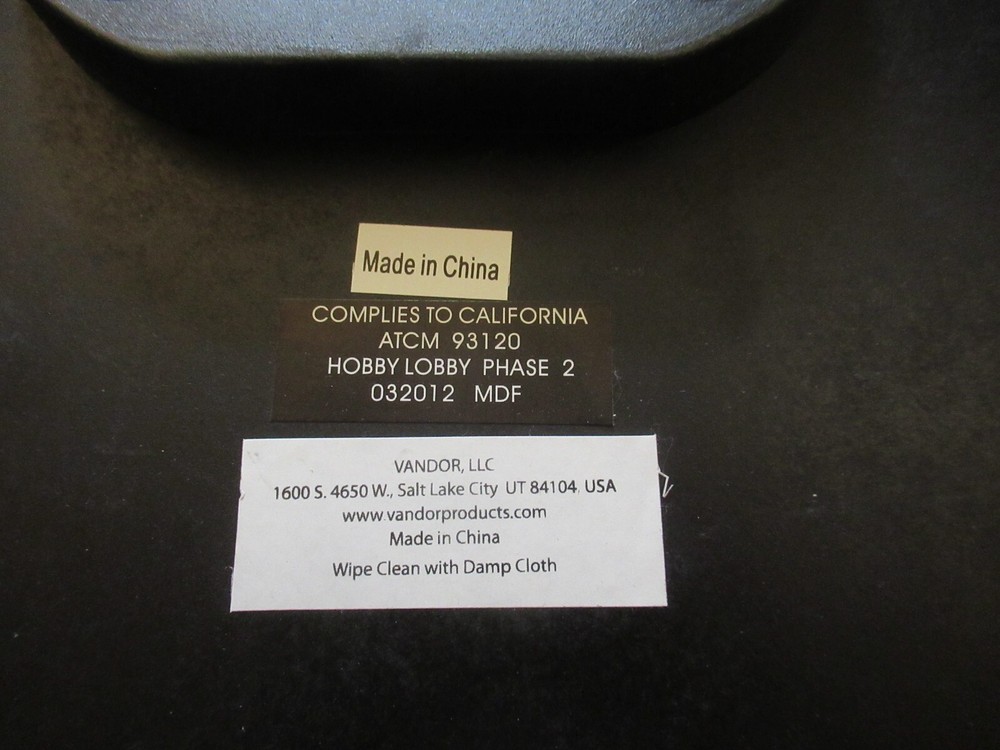 Made in China
COMPLIES TO CALIFORNIA
ATCM 93120
HOBBY LOBBY PHASE 2
032012 MDF
VANDOR, LLC
1600 S. 4650 W., Salt Lake City UT 84104. USA
www.vandorproducts.com
Made in China
Wipe Clean with Damp Cloth